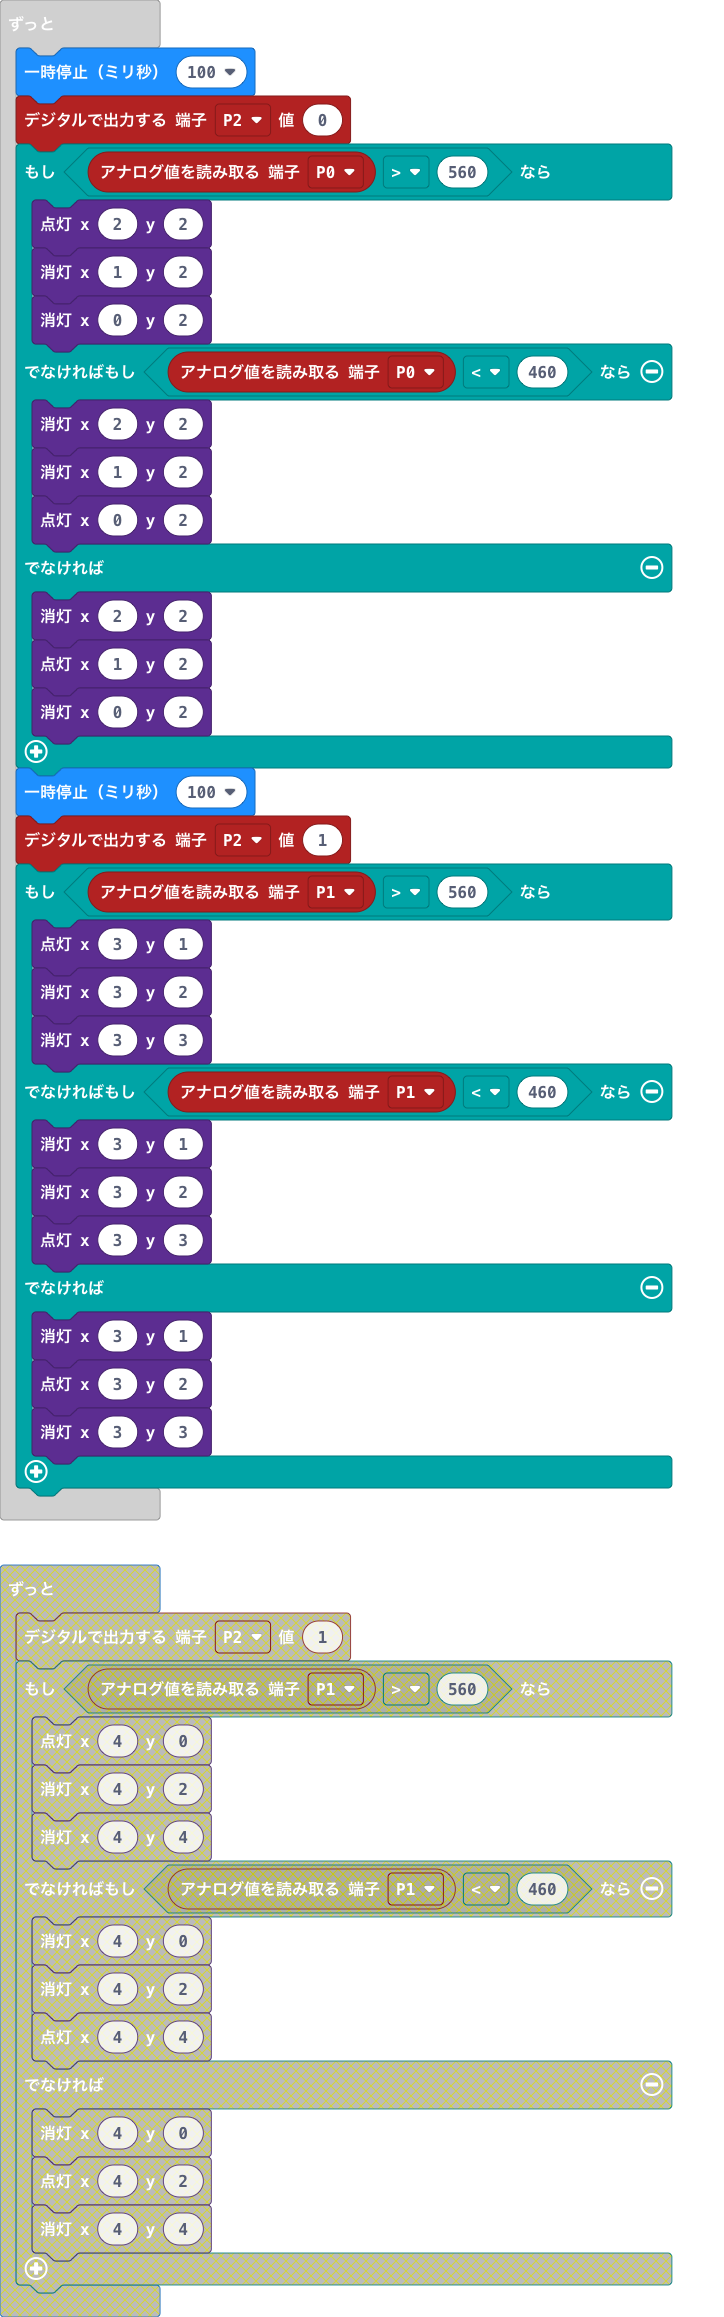 ずっと
一時停止（ミリ秒） 100
デジタルで出力する 端子 P2 値 0
もし アナログ値を読み取る 端子 P0 > 560 なら
点灯 x 2 y 2
消灯 x 1 y 2
消灯 x 0 y 2
でなければもし アナログ値を読み取る 端子 P0 < 460 なら
消灯 x 2 y 2
消灯 x 1 y 2
点灯 x 0 y 2
でなければ
消灯 x 2 y 2
点灯 x 1 y 2
消灯 x 0 y 2
一時停止（ミリ秒） 100
デジタルで出力する 端子 P2 値 1
もし アナログ値を読み取る 端子 P1 > 560 なら
点灯 x 3 y 1
消灯 x 3 y 2
消灯 x 3 y 3
でなければもし アナログ値を読み取る 端子 P1 < 460 なら
消灯 x 3 y 1
消灯 x 3 y 2
点灯 x 3 y 3
でなければ
消灯 x 3 y 1
点灯 x 3 y 2
消灯 x 3 y 3
ずっと
デジタルで出力する 端子 P2 値 1
もし アナログ値を読み取る 端子 P1 > 560 なら
点灯 x 4 y 0
消灯 x 4 y 2
消灯 x 4 y 4
でなければもし アナログ値を読み取る 端子 P1 < 460 なら
消灯 x 4 y 0
消灯 x 4 y 2
点灯 x 4 y 4
でなければ
消灯 x 4 y 0
点灯 x 4 y 2
消灯 x 4 y 4